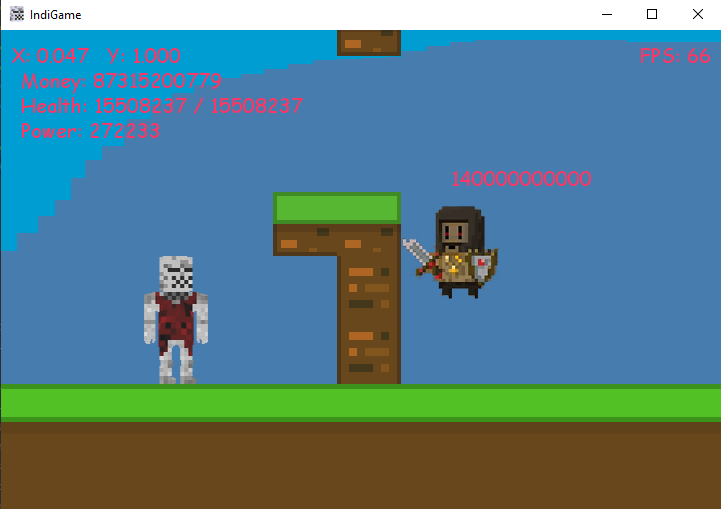 IndiGame
X: 0.047 Y: 1.000
FPS: 66
Money: 87315200779
Health: 15508237 / 15508237
Power: 272233
140000000000